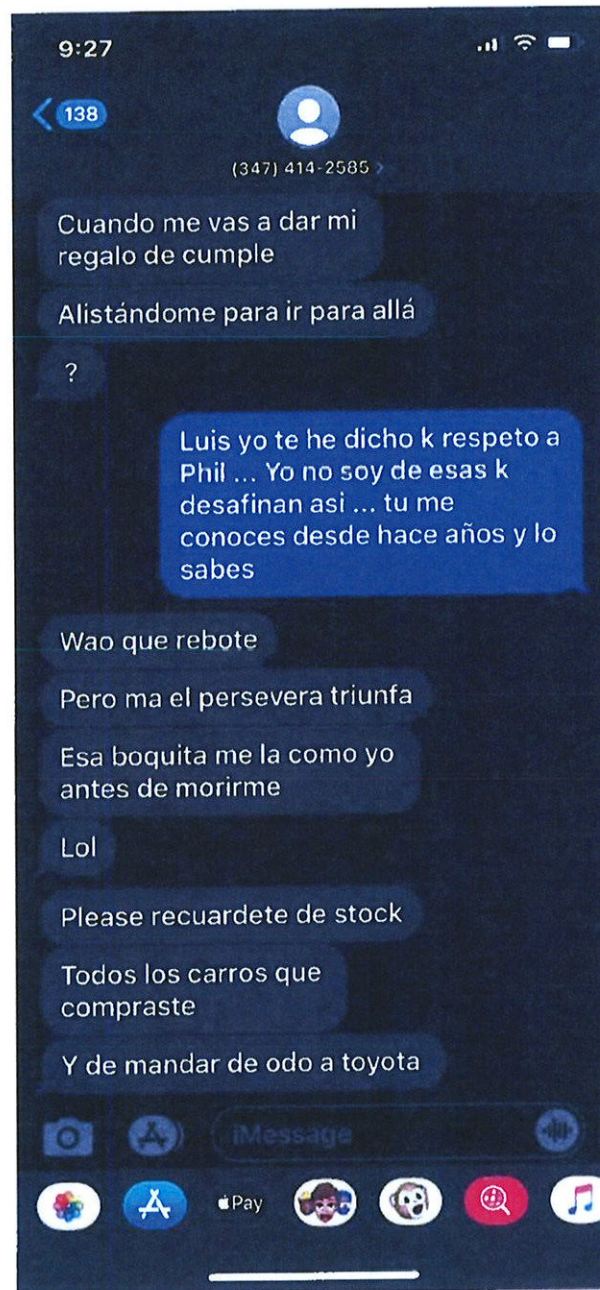 9:27
138
(347) 414-2585 >
Cuando me vas a dar mi
regalo de cumple
Alistándome para ir para allá
?
Luis yo te he dicho k respeto a
Phil ... Yo no soy de esas k
desafinan asi ... tu me
conoces desde hace años y lo
sabes
Wao que rebote
Pero ma el persevera triunfa
Esa boquita me la como yo
antes de morirme
Lol
Please recuardete de stock
Todos los carros que
compraste
Y de mandar de odo a toyota
iMessage
Pay